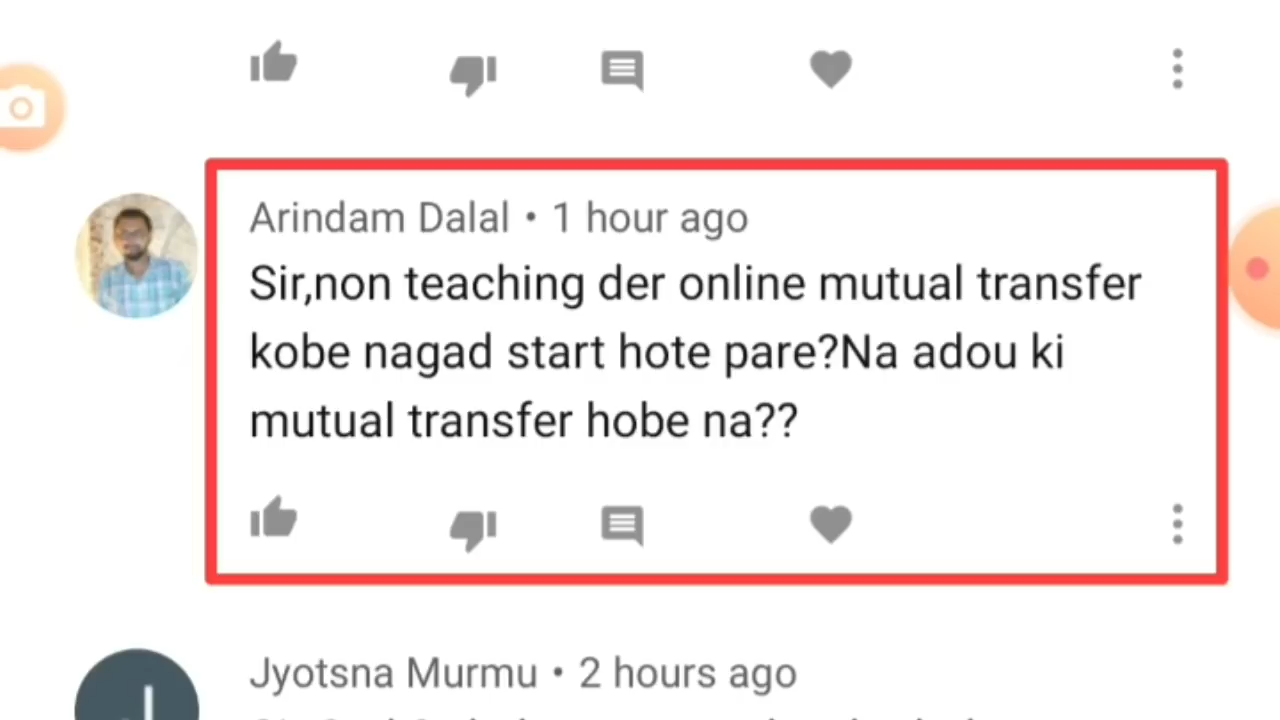 Arindam Dalal • 1 hour ago
Sir,non teaching der online mutual transfer
kobe nagad start hote pare?Na adou ki
mutual transfer hobe na??
Jyotsna Murmu • 2 hours ago